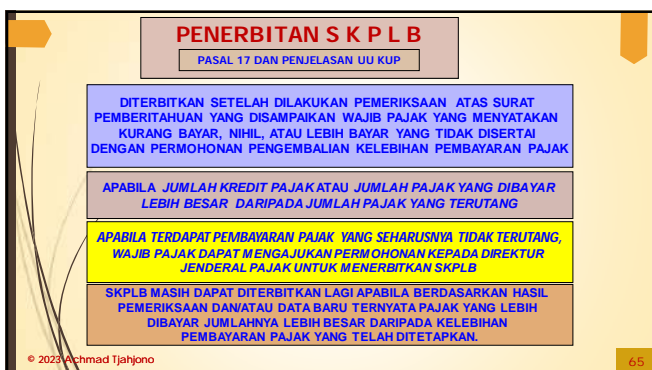 PENERBITAN S K P L B
PASAL 17 DAN PENJELASAN UU KUP
DITERBITKAN SETELAH DILAKUKAN PEMERIKSAAN ATAS SURAT
PEMBERITAHUAN YANG DISAMPAIKAN WAJIB PAJAK YANG MENYATAKAN
KURANG BAYAR, NIHIL, ATAU LEBIH BAYAR YANG TIDAK DISERTAI
DENGAN PERMOHONAN PENGEMBALIAN KELEBIHAN PEMBAYARAN PAJAK
APABILA JUMLAH KREDIT PAJAK ATAU JUMLAH PAJAK YANG DIBAYAR
LEBIH BESAR DARIPADA JUMLAH PAJAK YANG TERUTANG
APABILA TERDAPAT PEMBAYARAN PAJAK YANG SEHARUSNYA TIDAK TERUTANG,
WAJIB PAJAK DAPAT MENGAJUKAN PERMOHONAN KEPADA DIREKTUR
JENDERAL PAJAK UNTUK MENERBITKAN SKPLB
SKPLB MASIH DAPAT DITERBITKAN LAGI APABILA BERDASARKAN HASIL
PEMERIKSAAN DAN/ATAU DATA BARU TERNYATA PAJAK YANG LEBIH
DIBAYAR JUMLAHNYA LEBIH BESAR DARIPADA KELEBIHAN
PEMBAYARAN PAJAK YANG TELAH DITETAPKAN.
© 2023 Achmad Tjahjono
65